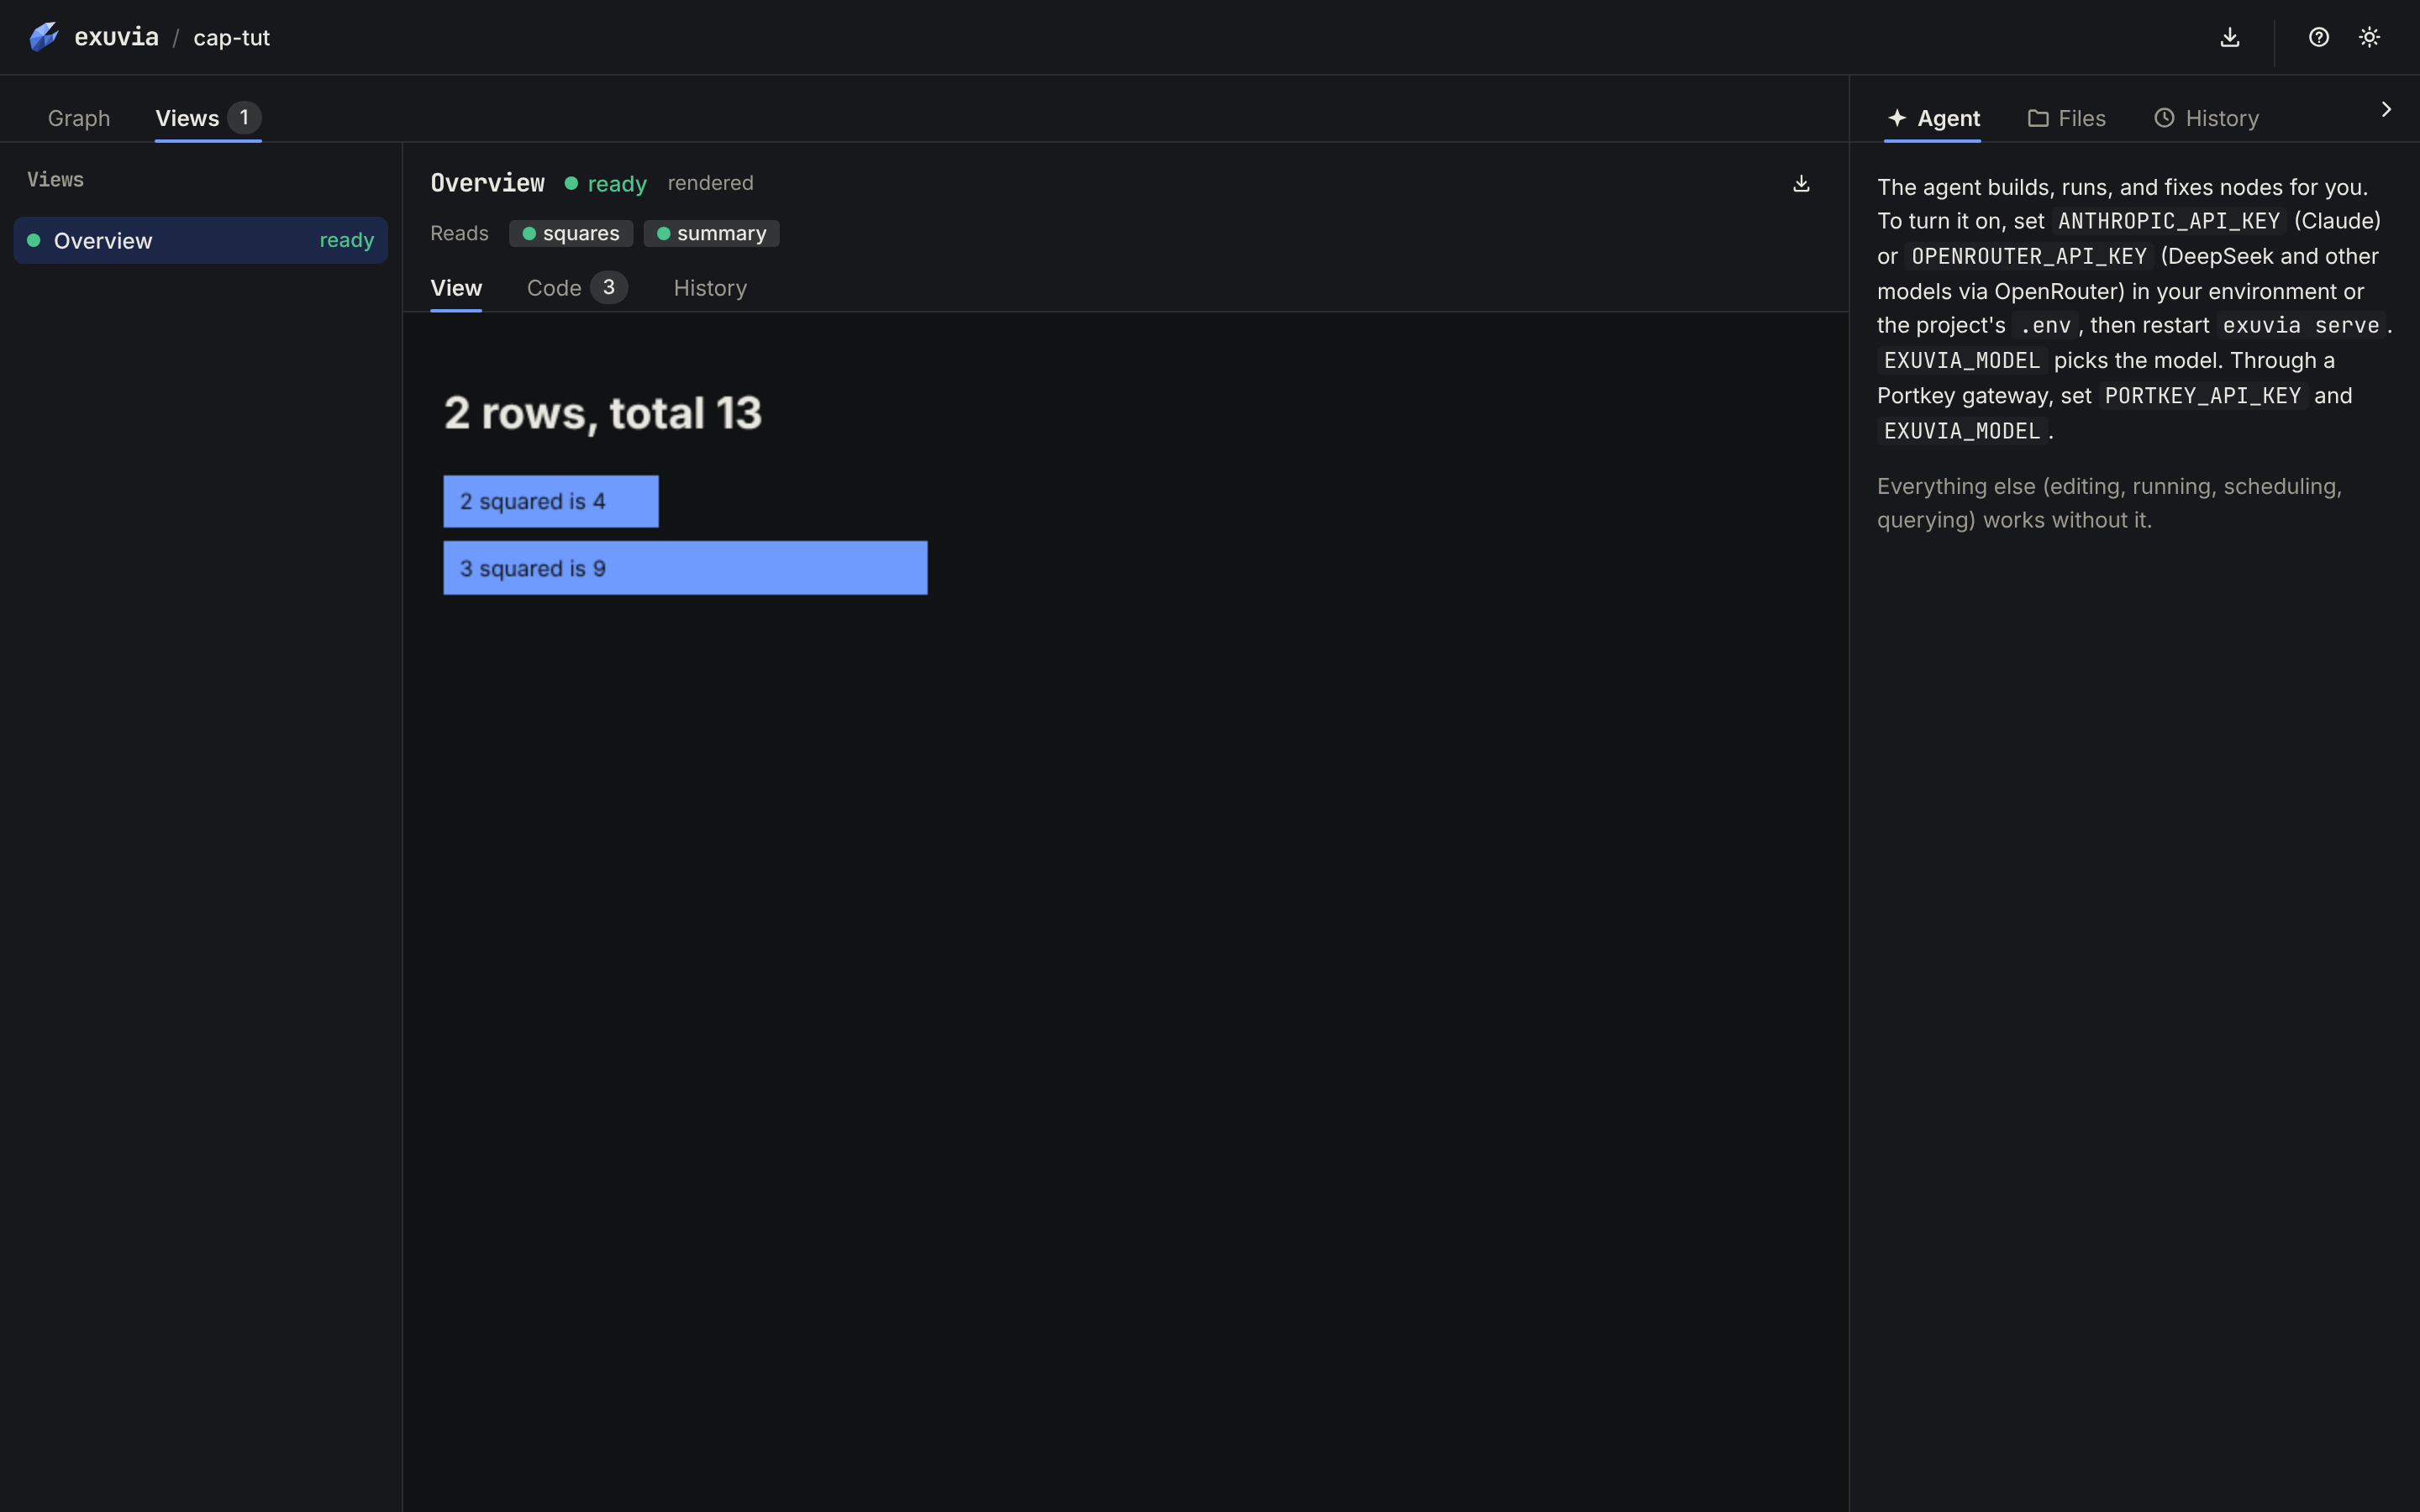 exuvia / cap-tut
Graph
Views 1
Agent
Files
History
Views
Overview ready
Overview ready rendered
Reads squares summary
View
Code 3
History
2 rows, total 13
2 squared is 4
3 squared is 9
The agent builds, runs, and fixes nodes for you.
To turn it on, set ANTHROPIC_API_KEY (Claude)
or OPENROUTER_API_KEY (DeepSeek and other
models via OpenRouter) in your environment or
the project's .env, then restart exuvia serve.
EXUVIA_MODEL picks the model. Through a
Portkey gateway, set PORTKEY_API_KEY and
EXUVIA_MODEL.
Everything else (editing, running, scheduling,
querying) works without it.